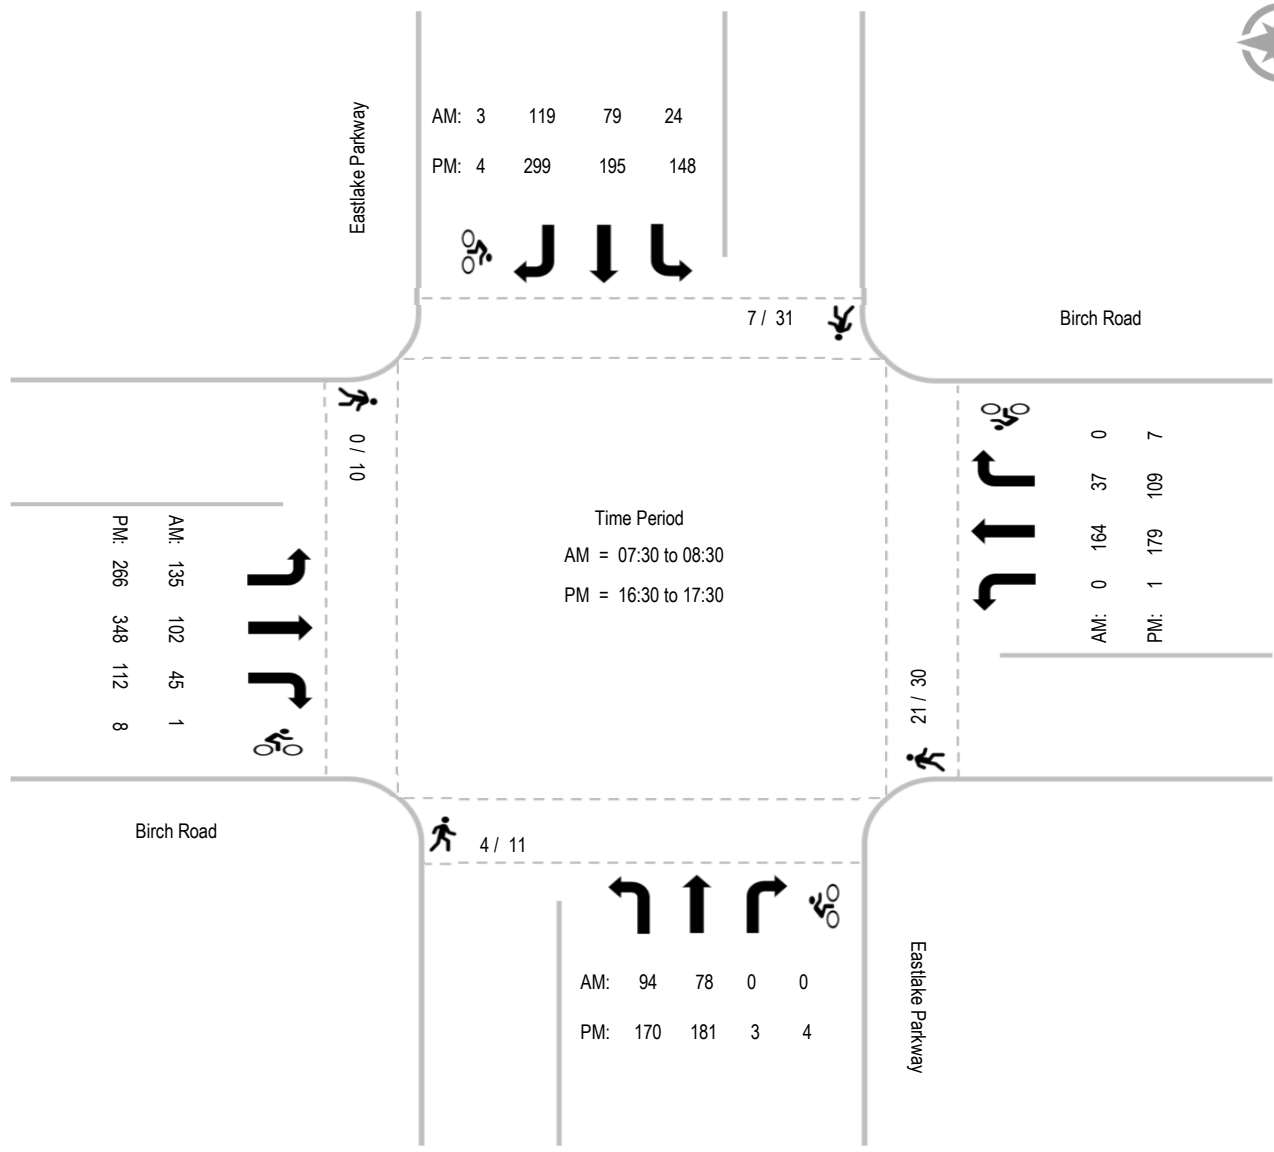 Eastlake Parkway
AM: 3 119 79 24
PM: 4 299 195 148
7 / 31
Birch Road
0 / 10
AM: 135 102 45 1
PM: 266 348 112 8
Time Period
AM = 07:30 to 08:30
PM = 16:30 to 17:30
AM: 0 164 37 0
PM: 1 179 109 7
21 / 30
Birch Road
4 / 11
AM: 94 78 0 0
PM: 170 181 3 4
Eastlake Parkway